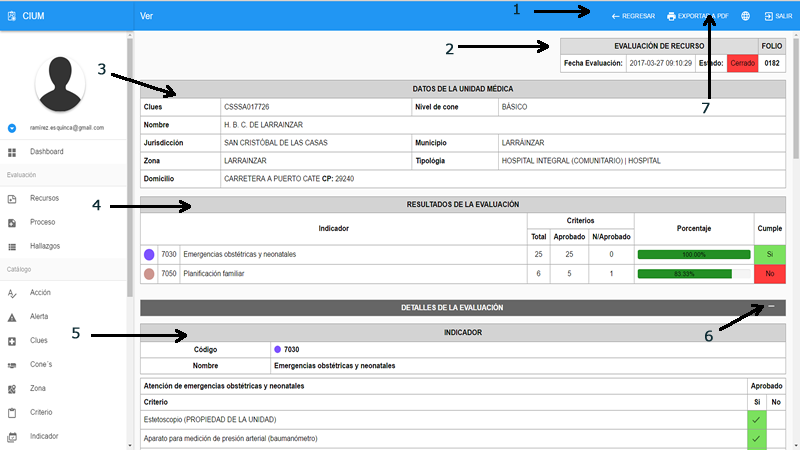 CIUM
Ver
1
REGRESAR
EXPORTAR A PDF
SALIR
ramirez.esquinca@gmail.com
Dashboard
Evaluación
Recursos
Proceso
Hallazgos
Catálogo
Acción
Alerta
Clues
Cone´s
Zona
Criterio
Indicador
2
EVALUACIÓN DE RECURSO FOLIO
Fecha Evaluación: 2017-03-27 09:10:29 Estado: Cerrado 0182
7
3
DATOS DE LA UNIDAD MÉDICA
Clues CSSSA017726 Nivel de cone BÁSICO
Nombre H. B. C. DE LARRAINZAR
Jurisdicción SAN CRISTÓBAL DE LAS CASAS Municipio LARRÁINZAR
Zona LARRAINZAR Tipológia HOSPITAL INTEGRAL (COMUNITARIO) | HOSPITAL
Domicilio CARRETERA A PUERTO CATE CP: 29240
4
RESULTADOS DE LA EVALUACIÓN
Indicador Criterios Porcentaje Cumple
Total Aprobado N/Aprobado
7030 Emergencias obstétricas y neonatales 25 25 0 100.00% Si
7050 Planificación familiar 6 5 1 83.33% No
DETALLES DE LA EVALUACIÓN
5
6
INDICADOR
Código 7030
Nombre Emergencias obstétricas y neonatales
Atención de emergencias obstétricas y neonatales Aprobado
Criterio Si No
Estetoscopio (PROPIEDAD DE LA UNIDAD)
Aparato para medición de presión arterial (baumanómetro)